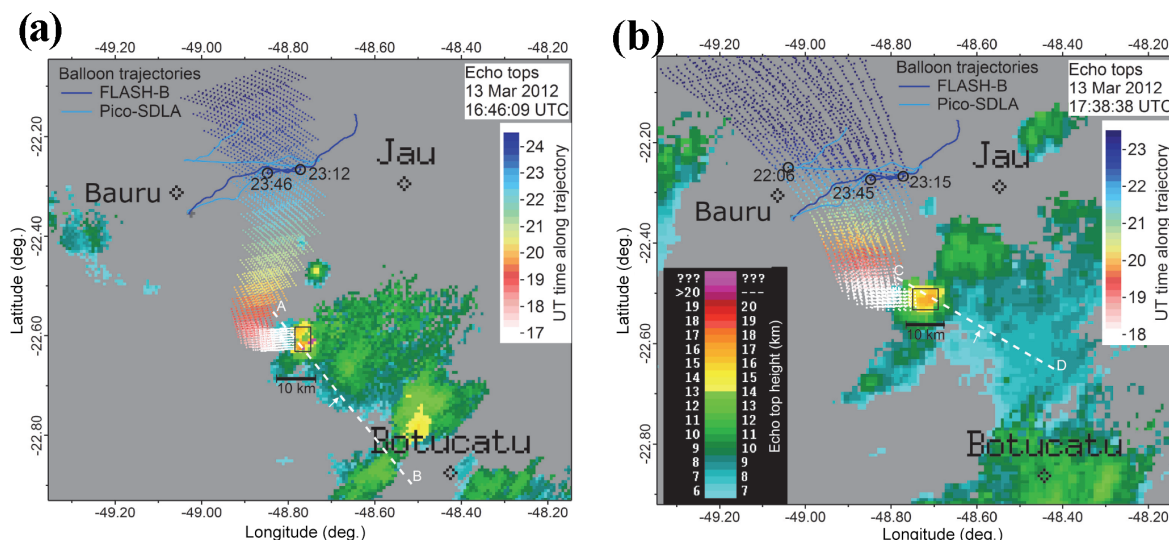 (a)
-49.20 -49.00 -48.80 -48.60 -48.40 -48.20
Balloon trajectories
FLASH-B
Pico-SDLA
Echo tops
13 Mar 2012
16:46:09 UTC
-22.20
-22.40
-22.60
-22.80
Latitude (deg.)
Jau
Bauru
23:46
23:12
A
10 km
Botucatu
B
24
23
22
21
20
19
18
17
UT time along trajectory
-49.20 -49.00 -48.80 -48.60 -48.40 -48.20
Longitude (deg.)
(b)
-49.20 -49.00 -48.80 -48.60 -48.40 -48.20
Balloon trajectories
FLASH-B
Pico-SDLA
Echo tops
13 Mar 2012
17:38:38 UTC
-22.20
-22.40
-22.60
-22.80
Latitude (deg.)
Jau
Bauru
22:06
23:45
23:15
C
10 km
D
Botucatu
23
22
21
20
19
18
UT time along trajectory
??? ???
>20 ---
19 20
18 19
17 18
16 17
15 16
14 15
13 14
12 13
11 12
10 11
9 10
8 9
7 8
6 7
Echo top height (km)
-49.20 -49.00 -48.80 -48.60 -48.40 -48.20
Longitude (deg.)